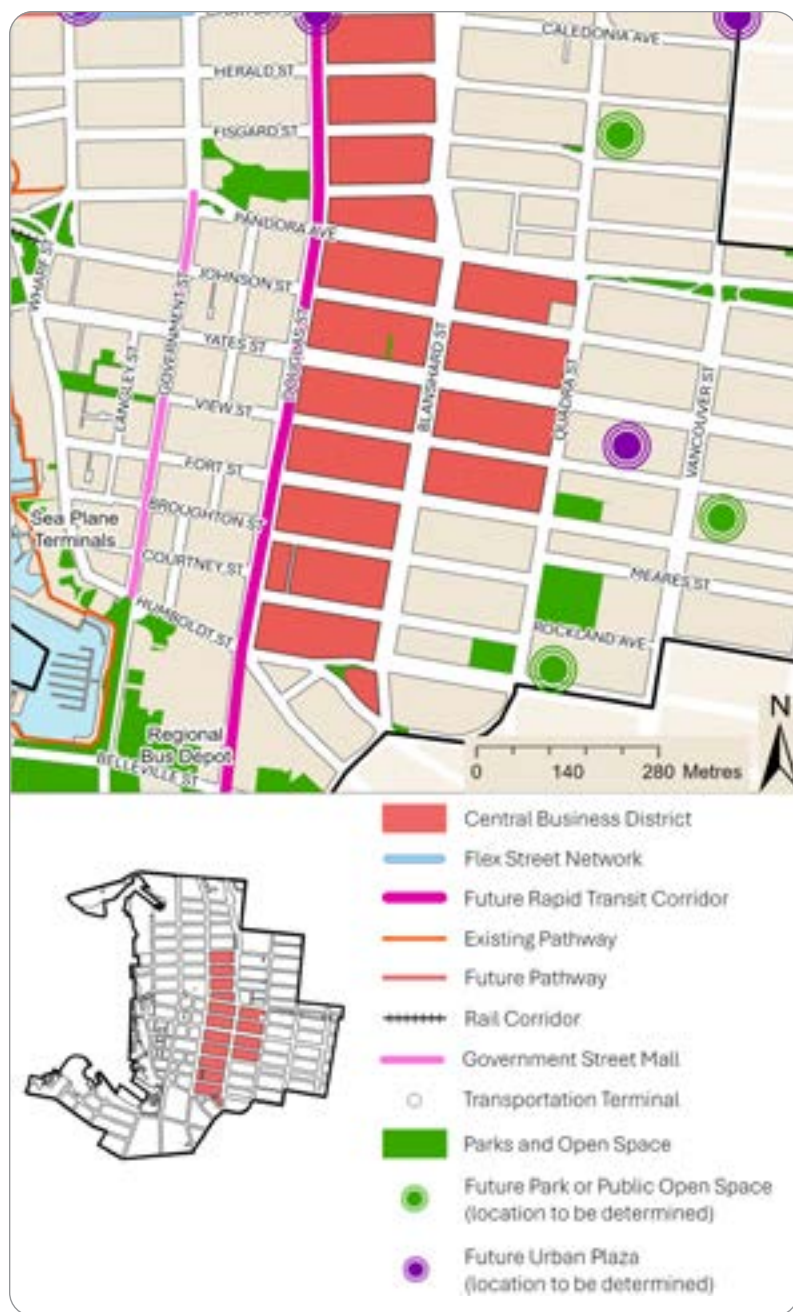 CALEDONIA AVE
HERALD ST
FISGARD ST
PANDORA AVE
WHARF ST
JOHNSON ST
GOVERNMENT ST
DOUGLAS ST
YATES ST
LANGLEY ST
VIEW ST
BLANSHARD ST
QUADRA ST
VANCOUVER ST
FORT ST
BROUGHTON ST
Sea Plane
Terminals
COURTNEY ST
MEARES ST
HUMBOLDT ST
ROCKLAND AVE
Regional
Bus Depot
BELLEVILLE ST
N
0 140 280 Metres
Central Business District
Flex Street Network
Future Rapid Transit Corridor
Existing Pathway
Future Pathway
Rail Corridor
Government Street Mall
Transportation Terminal
Parks and Open Space
Future Park or Public Open Space
(location to be determined)
Future Urban Plaza
(location to be determined)